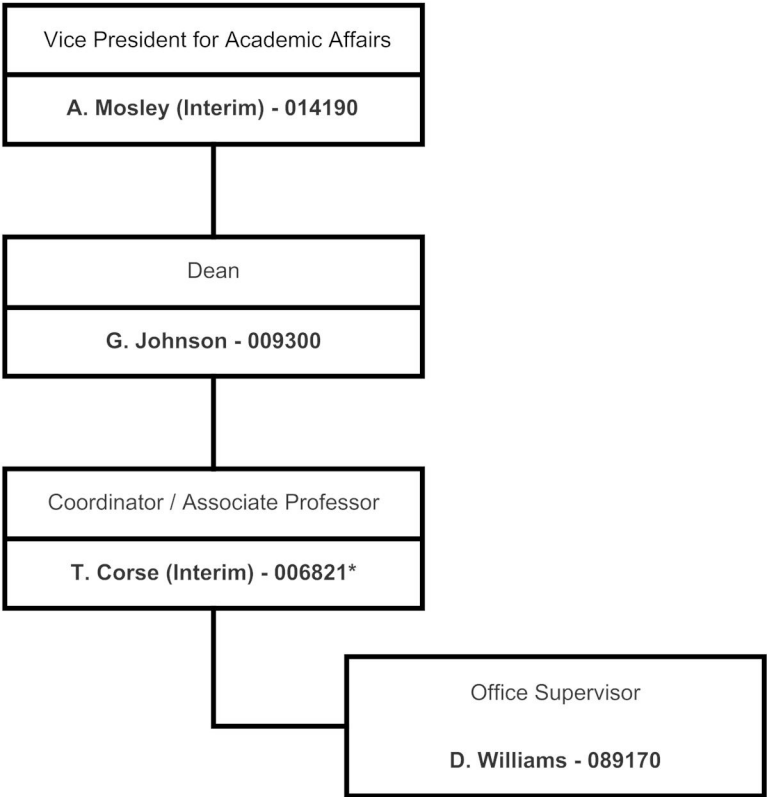 Vice President for Academic Affairs
A. Mosley (Interim) - 014190
Dean
G. Johnson - 009300
Coordinator / Associate Professor
T. Corse (Interim) - 006821*
Office Supervisor
D. Williams - 089170